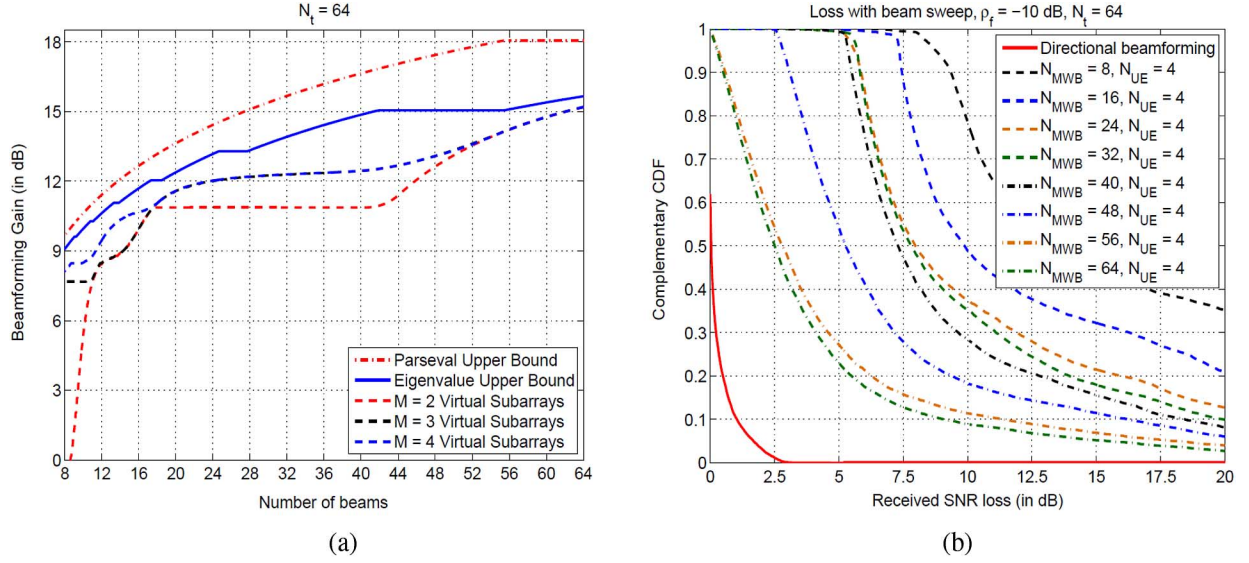 N_t = 64
18
15
12
9
6
3
0
Beamforming Gain (in dB)
8 12 16 20 24 28 32 36 40 44 48 52 56 60 64
Number of beams
Parseval Upper Bound
Eigenvalue Upper Bound
M = 2 Virtual Subarrays
M = 3 Virtual Subarrays
M = 4 Virtual Subarrays
(a)
Loss with beam sweep, ρ_f = −10 dB, N_t = 64
1
0.9
0.8
0.7
0.6
0.5
0.4
0.3
0.2
0.1
0
Complementary CDF
0 2.5 5 7.5 10 12.5 15 17.5 20
Received SNR loss (in dB)
Directional beamforming
N_MWB = 8, N_UE = 4
N_MWB = 16, N_UE = 4
N_MWB = 24, N_UE = 4
N_MWB = 32, N_UE = 4
N_MWB = 40, N_UE = 4
N_MWB = 48, N_UE = 4
N_MWB = 56, N_UE = 4
N_MWB = 64, N_UE = 4
(b)